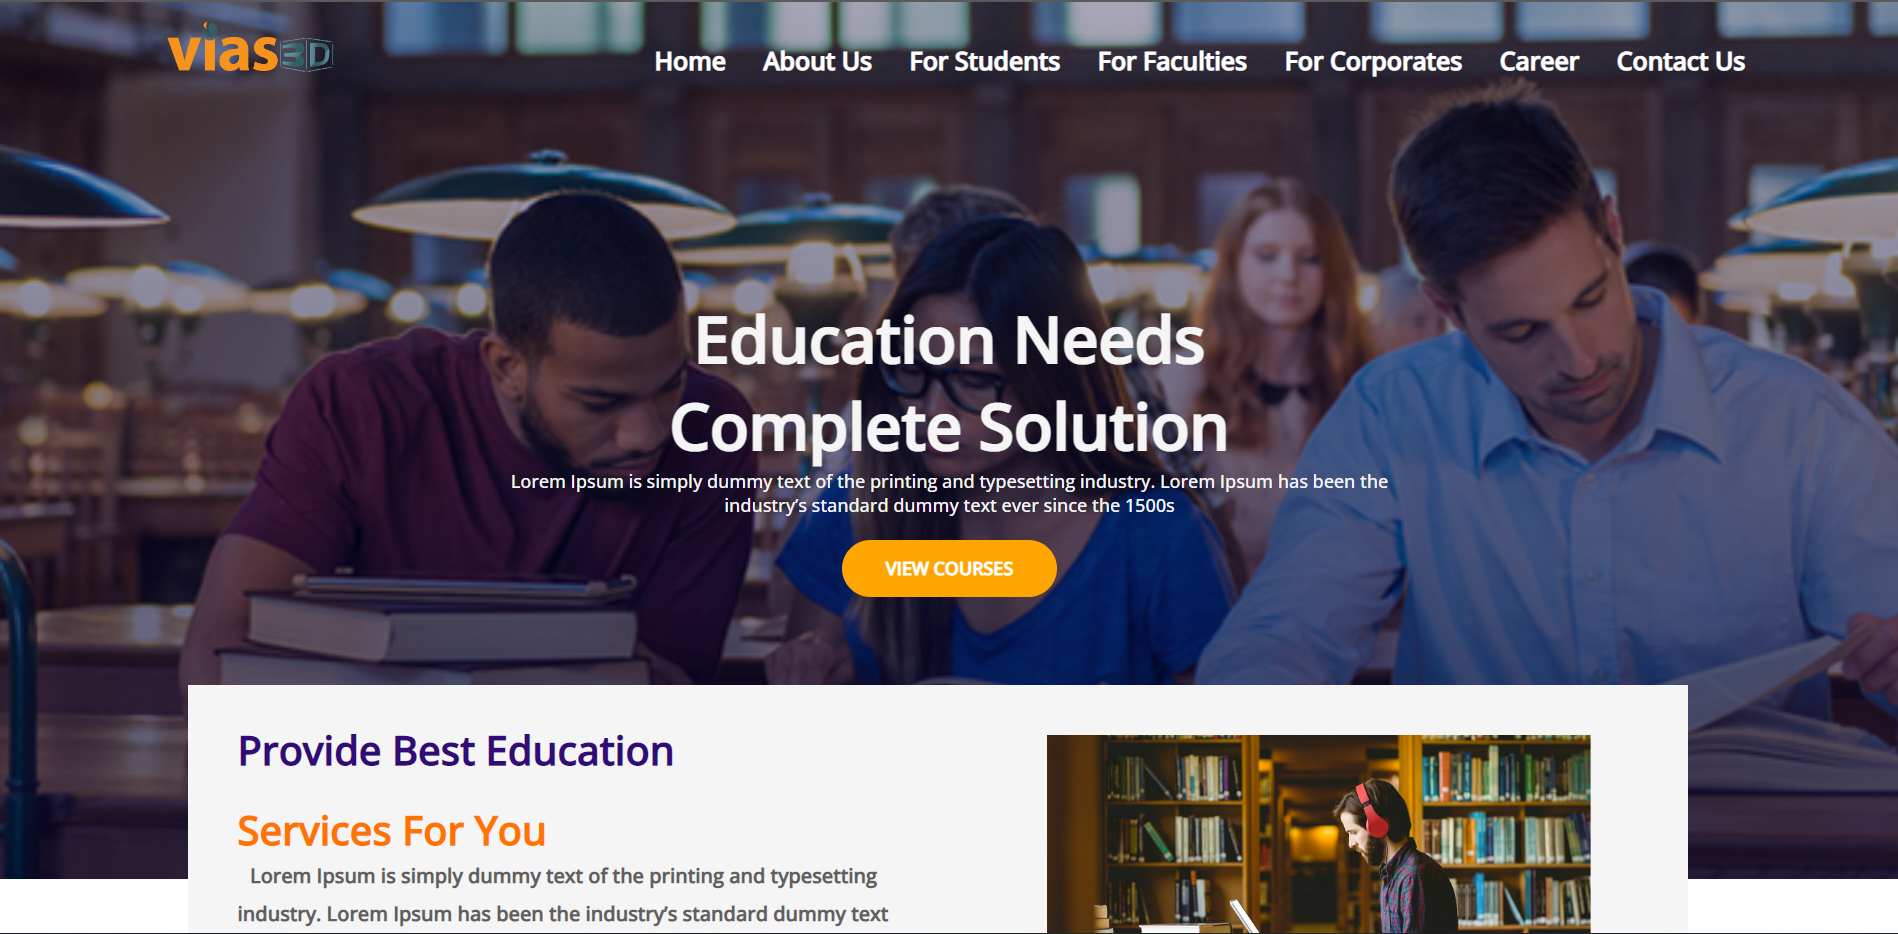 vias3D
Home About Us For Students For Faculties For Corporates Career Contact Us
Education Needs
Complete Solution
Lorem Ipsum is simply dummy text of the printing and typesetting industry. Lorem Ipsum has been the
industry’s standard dummy text ever since the 1500s
VIEW COURSES
Provide Best Education
Services For You
Lorem Ipsum is simply dummy text of the printing and typesetting
industry. Lorem Ipsum has been the industry’s standard dummy text